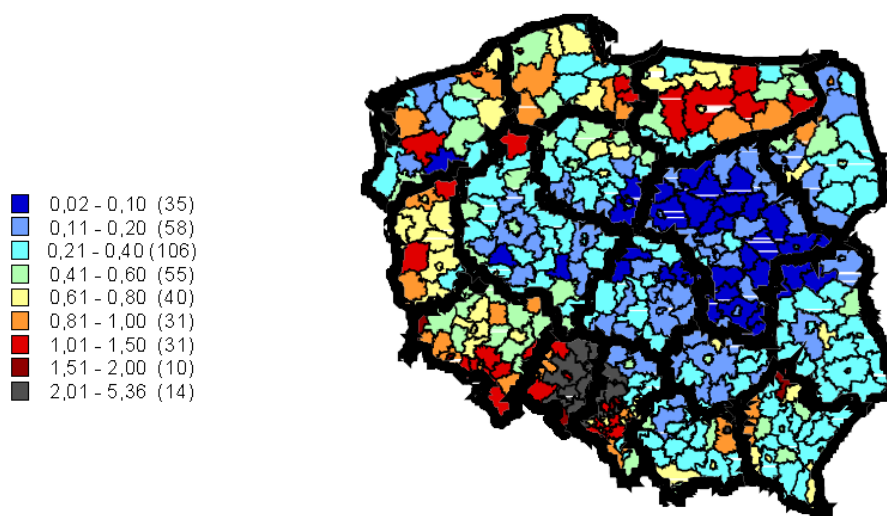 0,02 - 0,10 (35)
0,11 - 0,20 (58)
0,21 - 0,40 (106)
0,41 - 0,60 (55)
0,61 - 0,80 (40)
0,81 - 1,00 (31)
1,01 - 1,50 (31)
1,51 - 2,00 (10)
2,01 - 5,36 (14)